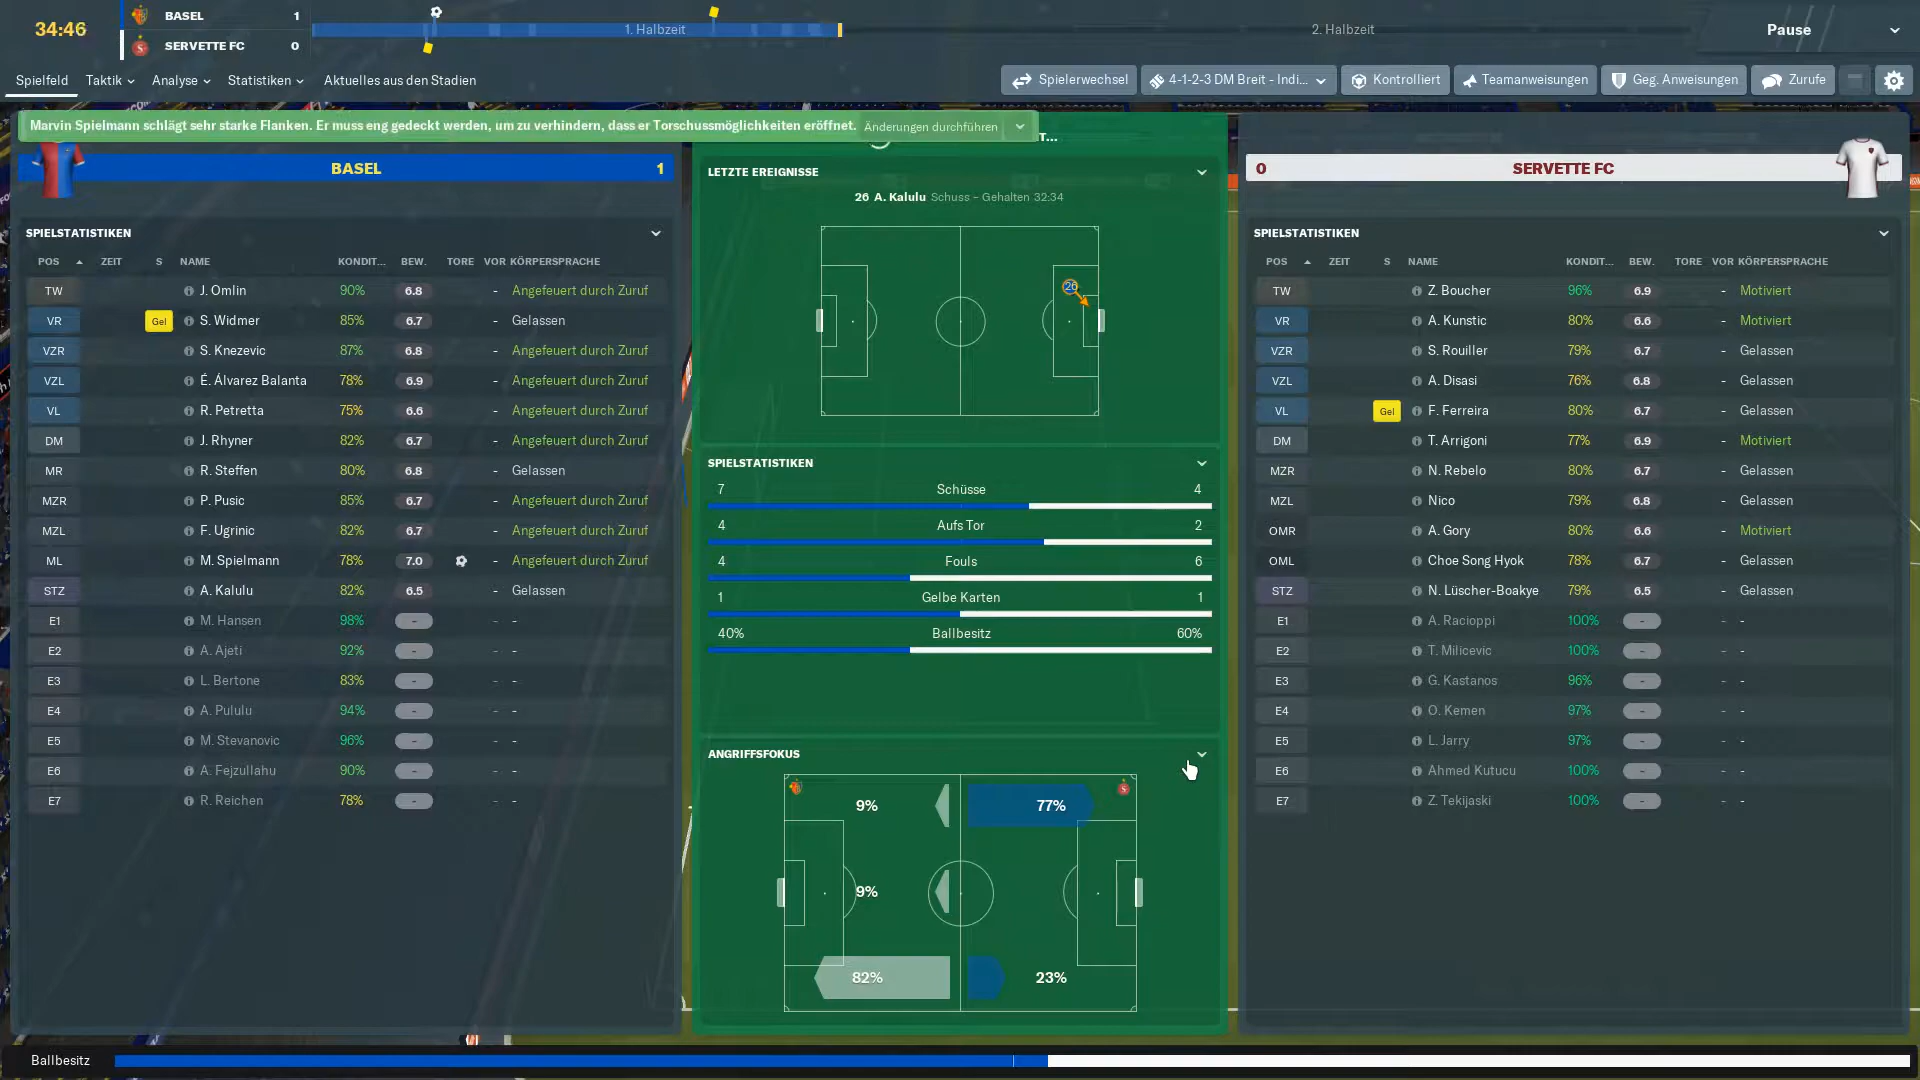 34:46
BASEL 1
SERVETTE FC 0
1. Halbzeit
2. Halbzeit
Pause
Spielfeld Taktik Analyse Statistiken Aktuelles aus den Stadien
Spielerwechsel 4-1-2-3 DM Breit - Indi... Kontrolliert Teamanweisungen Geg. Anweisungen Zurufe
Marvin Spielmann schlägt sehr starke Flanken. Er muss eng gedeckt werden, um zu verhindern, dass er Torschussmöglichkeiten eröffnet. Änderungen durchführen
BASEL 1
SPIELSTATISTIKEN
POS ZEIT S NAME KONDIT... BEW. TORE VOR KÖRPERSPRACHE
TW J. Omlin 90% 6.8 - Angefeuert durch Zuruf
VR Gel S. Widmer 85% 6.7 - Gelassen
VZR S. Knezevic 87% 6.8 - Angefeuert durch Zuruf
VZL É. Álvarez Balanta 78% 6.9 - Angefeuert durch Zuruf
VL R. Petretta 75% 6.6 - Angefeuert durch Zuruf
DM J. Rhyner 82% 6.7 - Angefeuert durch Zuruf
MR R. Steffen 80% 6.8 - Gelassen
MZR P. Pusic 85% 6.7 - Angefeuert durch Zuruf
MZL F. Ugrinic 82% 6.7 - Angefeuert durch Zuruf
ML M. Spielmann 78% 7.0 - Angefeuert durch Zuruf
STZ A. Kalulu 82% 6.5 - Gelassen
E1 M. Hansen 98% - - -
E2 A. Ajeti 92% - - -
E3 L. Bertone 83% - - -
E4 A. Pululu 94% - - -
E5 M. Stevanovic 96% - - -
E6 A. Fejzullahu 90% - - -
E7 R. Reichen 78% - - -
T...
LETZTE EREIGNISSE
26 A. Kalulu Schuss – Gehalten 32:34
26
SPIELSTATISTIKEN
7 Schüsse 4
4 Aufs Tor 2
4 Fouls 6
1 Gelbe Karten 1
40% Ballbesitz 60%
ANGRIFFSFOKUS
9% 77%
9%
82% 23%
0 SERVETTE FC
SPIELSTATISTIKEN
POS ZEIT S NAME KONDIT... BEW. TORE VOR KÖRPERSPRACHE
TW Z. Boucher 96% 6.9 - Motiviert
VR A. Kunstic 80% 6.6 - Motiviert
VZR S. Rouiller 79% 6.7 - Gelassen
VZL A. Disasi 76% 6.8 - Gelassen
VL Gel F. Ferreira 80% 6.7 - Gelassen
DM T. Arrigoni 77% 6.9 - Motiviert
MZR N. Rebelo 80% 6.7 - Gelassen
MZL Nico 79% 6.8 - Gelassen
OMR A. Gory 80% 6.6 - Motiviert
OML Choe Song Hyok 78% 6.7 - Gelassen
STZ N. Lüscher-Boakye 79% 6.5 - Gelassen
E1 A. Racioppi 100% - - -
E2 T. Milicevic 100% - - -
E3 G. Kastanos 96% - - -
E4 O. Kemen 97% - - -
E5 L. Jarry 97% - - -
E6 Ahmed Kutucu 100% - - -
E7 Z. Tekijaski 100% - - -
Ballbesitz